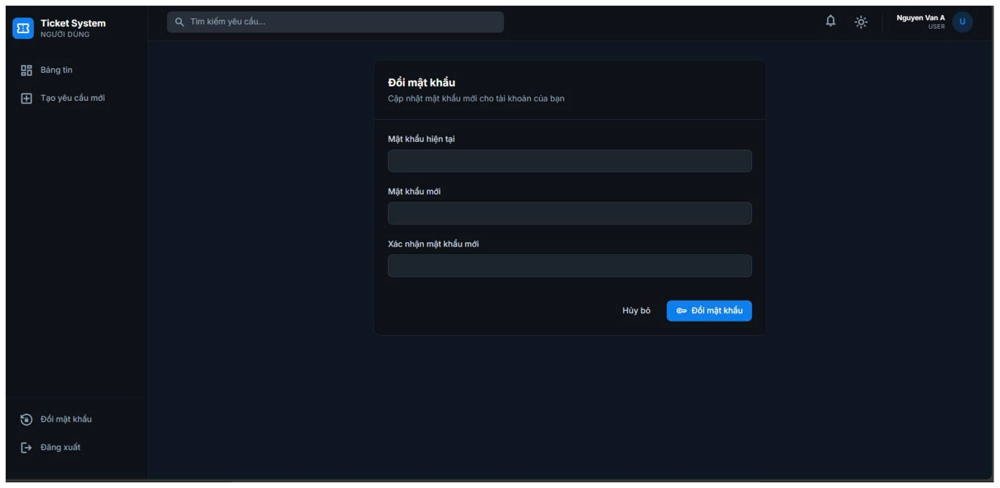 Ticket System
NGƯỜI DÙNG
Tìm kiếm yêu cầu...
Nguyen Van A
USER
U
Bảng tin
Tạo yêu cầu mới
Đổi mật khẩu
Cập nhật mật khẩu mới cho tài khoản của bạn
Mật khẩu hiện tại
Mật khẩu mới
Xác nhận mật khẩu mới
Hủy bỏ
Đổi mật khẩu
Đổi mật khẩu
Đăng xuất